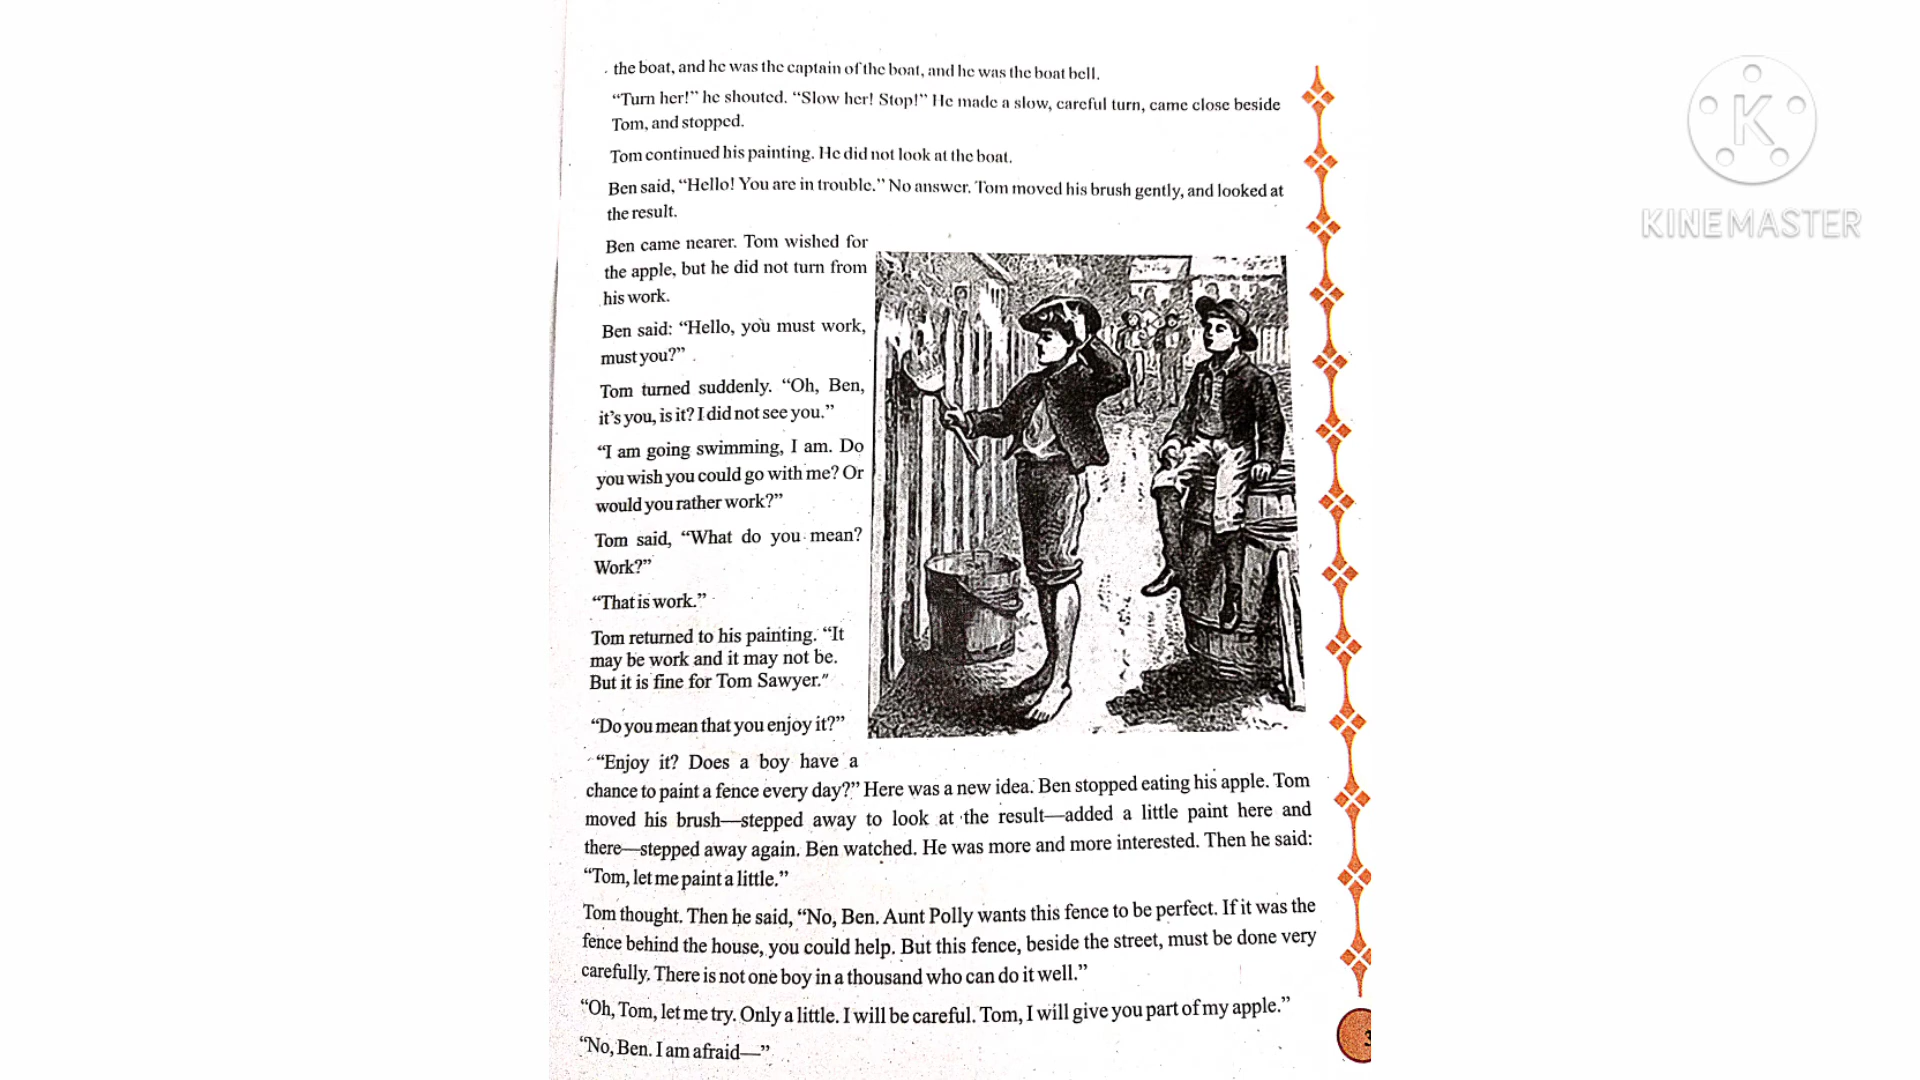 the boat, and he was the captain of the boat, and he was the boat bell.
“Turn her!” he shouted. “Slow her! Stop!” He made a slow, careful turn, came close beside
Tom, and stopped.
Tom continued his painting. He did not look at the boat.
Ben said, “Hello! You are in trouble.” No answer. Tom moved his brush gently, and looked at
the result.
Ben came nearer. Tom wished for
the apple, but he did not turn from
his work.
Ben said: “Hello, you must work,
must you?”
Tom turned suddenly. “Oh, Ben,
it’s you, is it? I did not see you.”
“I am going swimming, I am. Do
you wish you could go with me? Or
would you rather work?”
Tom said, “What do you mean?
Work?”
“That is work.”
Tom returned to his painting. “It
may be work and it may not be.
But it is fine for Tom Sawyer."
“Do you mean that you enjoy it?”
“Enjoy it? Does a boy have a
chance to paint a fence every day?” Here was a new idea. Ben stopped eating his apple. Tom
moved his brush—stepped away to look at the result—added a little paint here and
there—stepped away again. Ben watched. He was more and more interested. Then he said:
“Tom, let me paint a little.”
Tom thought. Then he said, “No, Ben. Aunt Polly wants this fence to be perfect. If it was the
fence behind the house, you could help. But this fence, beside the street, must be done very
carefully. There is not one boy in a thousand who can do it well.”
“Oh, Tom, let me try. Only a little. I will be careful. Tom, I will give you part of my apple.”
“No, Ben. I am afraid—”
K
KINEMASTER